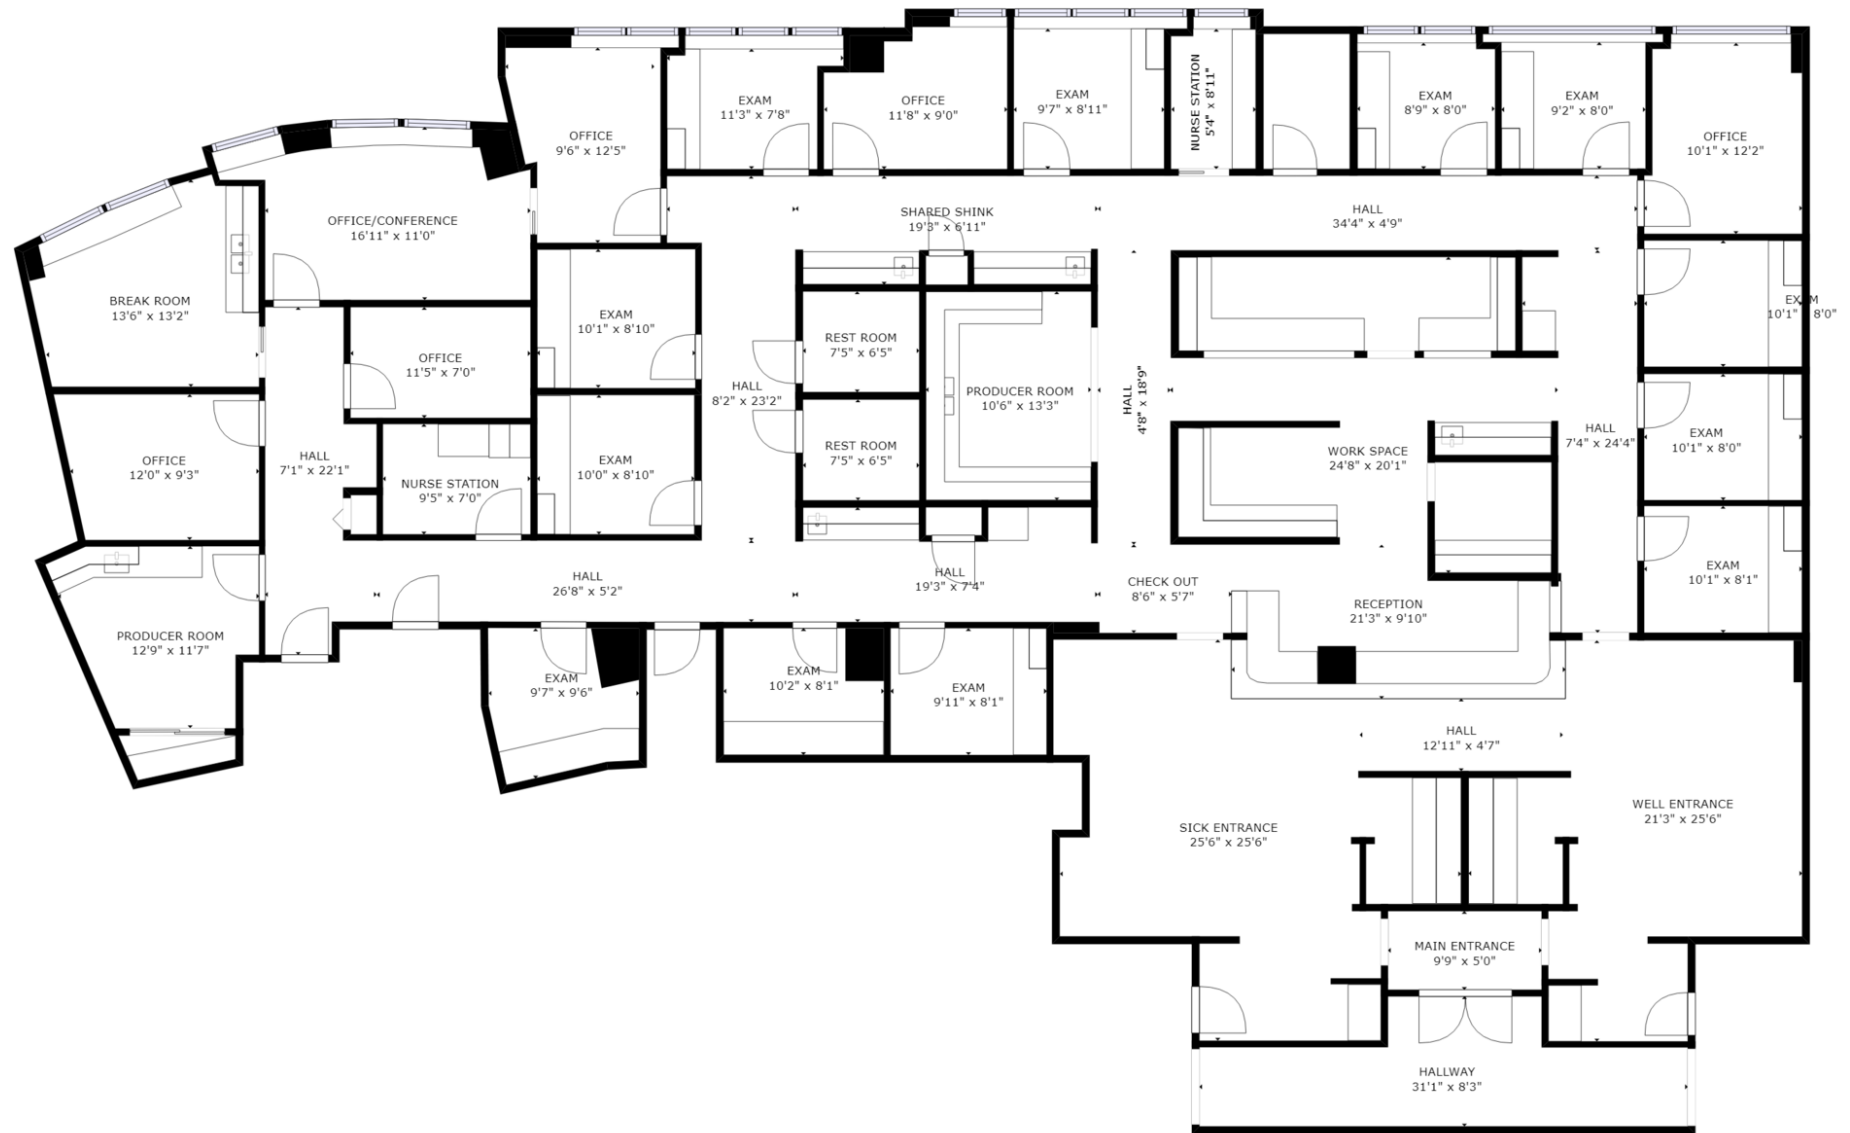 EXAM
11'3" x 7'8"
OFFICE
11'8" x 9'0"
EXAM
9'7" x 8'11"
NURSE STATION
5'4" x 8'11"
EXAM
8'9" x 8'0"
EXAM
9'2" x 8'0"
OFFICE
9'6" x 12'5"
OFFICE
10'1" x 12'2"
OFFICE/CONFERENCE
16'11" x 11'0"
SHARED SHINK
19'3" x 6'11"
HALL
34'4" x 4'9"
BREAK ROOM
13'6" x 13'2"
EXAM
10'1" x 8'10"
REST ROOM
7'5" x 6'5"
EXAM
10'1" x 8'0"
OFFICE
11'5" x 7'0"
HALL
8'2" x 23'2"
PRODUCER ROOM
10'6" x 13'3"
HALL
4'8" x 18'9"
OFFICE
12'0" x 9'3"
HALL
7'1" x 22'1"
NURSE STATION
9'5" x 7'0"
EXAM
10'0" x 8'10"
REST ROOM
7'5" x 6'5"
WORK SPACE
24'8" x 20'1"
HALL
7'4" x 24'4"
EXAM
10'1" x 8'0"
HALL
26'8" x 5'2"
HALL
19'3" x 7'4"
CHECK OUT
8'6" x 5'7"
RECEPTION
21'3" x 9'10"
EXAM
10'1" x 8'1"
PRODUCER ROOM
12'9" x 11'7"
EXAM
9'7" x 9'6"
EXAM
10'2" x 8'1"
EXAM
9'11" x 8'1"
HALL
12'11" x 4'7"
SICK ENTRANCE
25'6" x 25'6"
WELL ENTRANCE
21'3" x 25'6"
MAIN ENTRANCE
9'9" x 5'0"
HALLWAY
31'1" x 8'3"